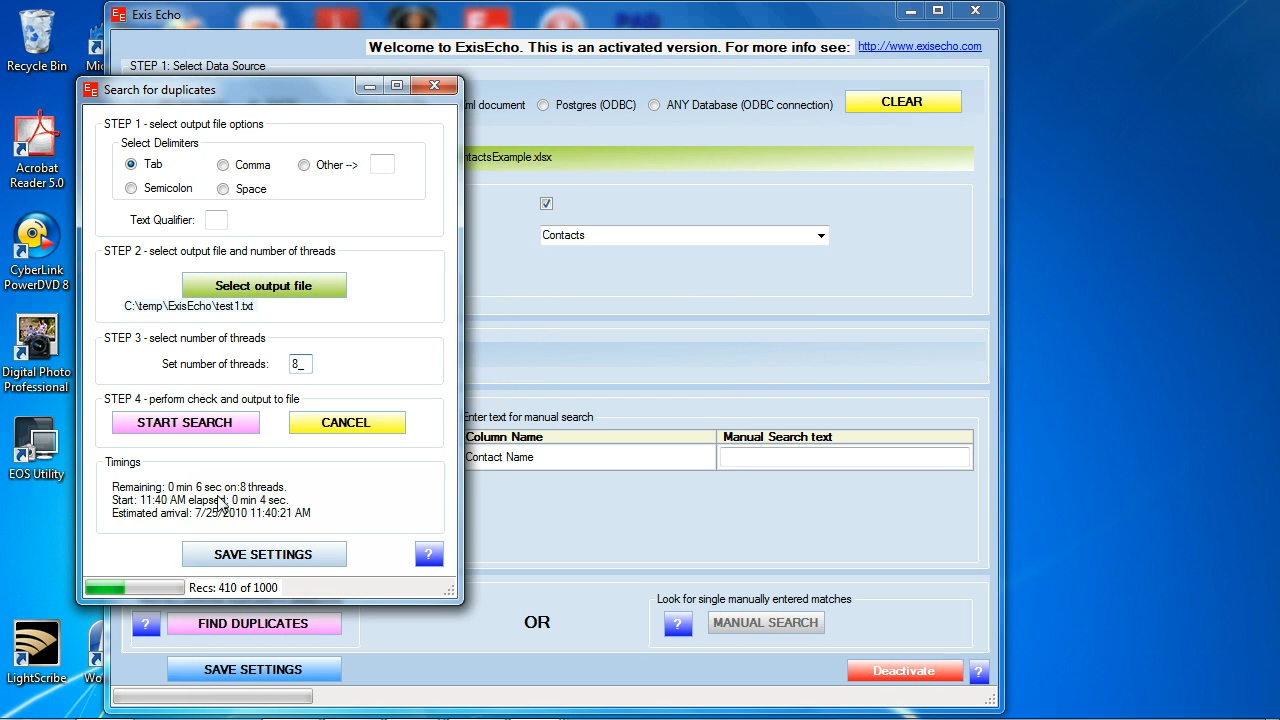 Exis Echo
Recycle Bin
Acrobat
Reader 5.0
CyberLink
PowerDVD 8
Digital Photo
Professional
EOS Utility
LightScribe
Welcome to ExisEcho. This is an activated version. For more info see: http://www.exisecho.com
STEP 1: Select Data Source
Postgres (ODBC)
ANY Database (ODBC connection)
CLEAR
document
Contacts
Enter text for manual search
Column Name
Manual Search text
Contact Name
Search for duplicates
STEP 1 - select output file options
Select Delimiters
Tab
Comma
Other -->
Semicolon
Space
Text Qualifier:
STEP 2 - select output file and number of threads
Select output file
C:\temp\ExisEcho\test1.txt
STEP 3 - select number of threads
Set number of threads: 8_
STEP 4 - perform check and output to file
START SEARCH
CANCEL
Timings
Remaining: 0 min 6 sec on:8 threads.
Start: 11:40 AM elapsed: 0 min 4 sec.
Estimated arrival: 7/25/2010 11:40:21 AM
SAVE SETTINGS
?
Recs: 410 of 1000
? FIND DUPLICATES
OR
Look for single manually entered matches
? MANUAL SEARCH
SAVE SETTINGS
Deactivate ?